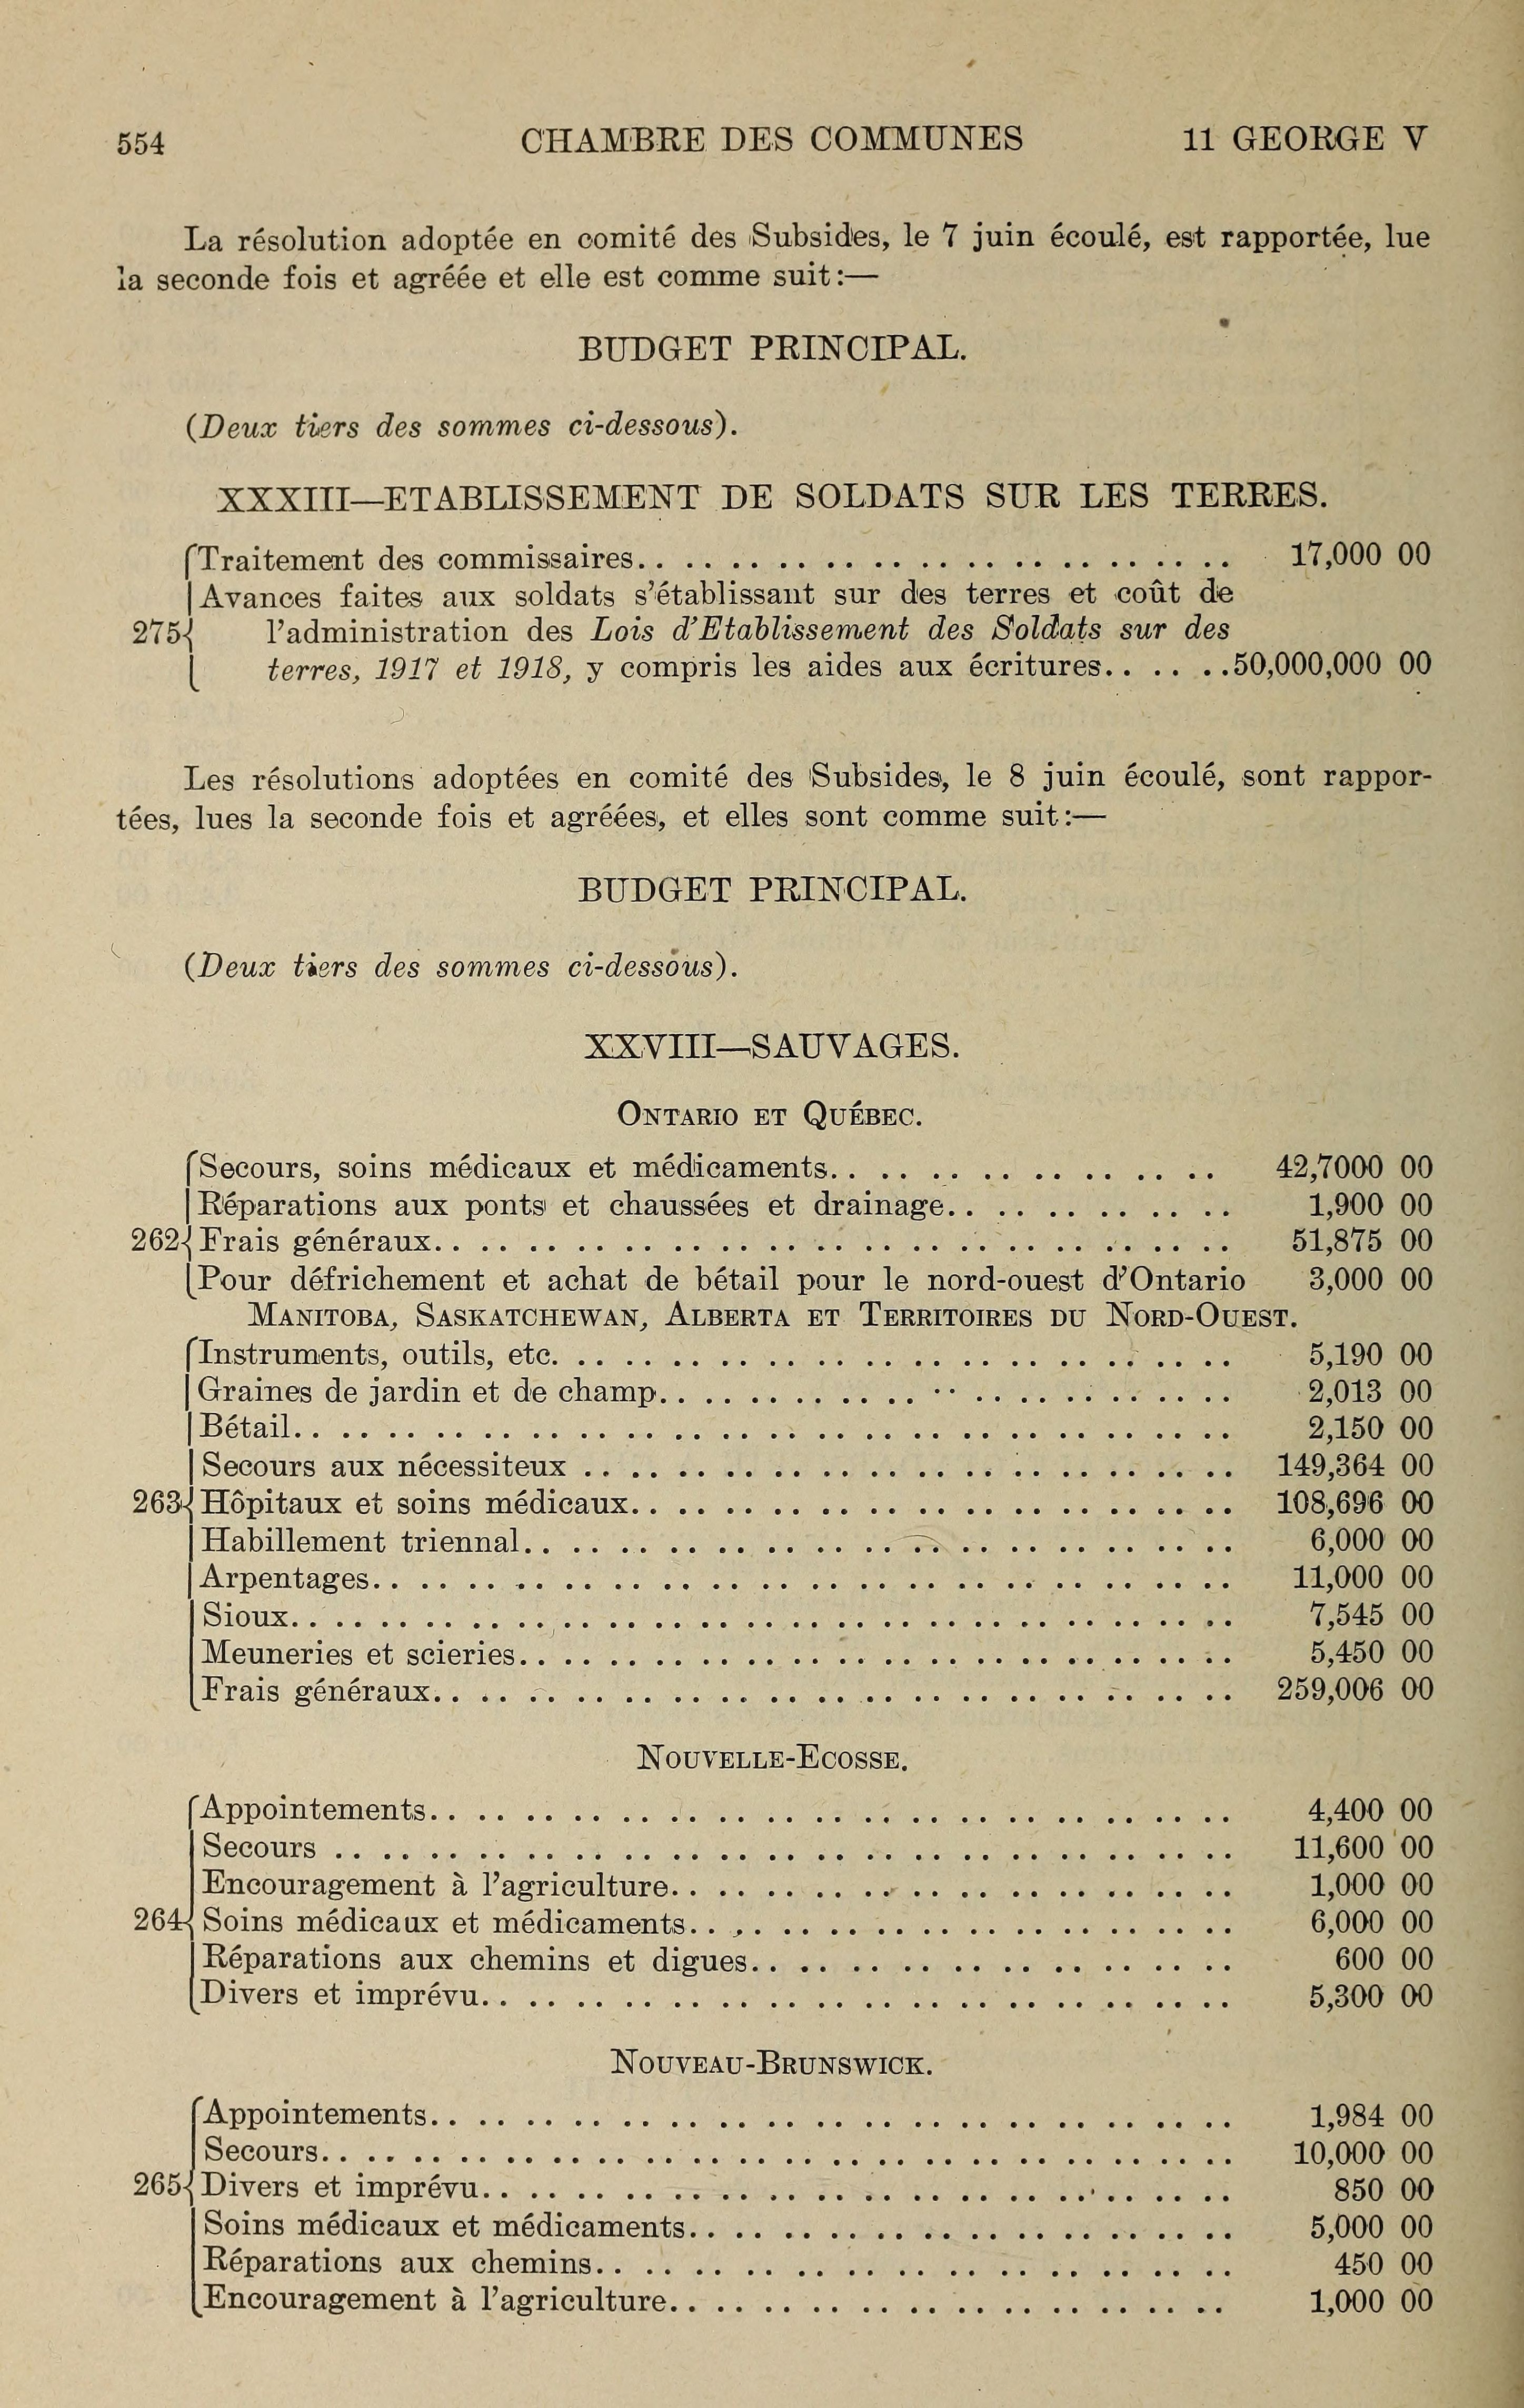 554 CHAMBRE DES COMMUNES 11 GEORGE V
La résolution adoptée en comité des Subsides, le 7 juin écoulé, est rapportée, lue
la seconde fois et agréée et elle est comme suit:—
BUDGET PRINCIPAL.
(Deux tiers des sommes ci-dessous).
XXXIII—ETABLISSEMENT DE SOLDATS SUR LES TERRES.
Traitement des commissaires. . . . . . . . . . . . . . . . . . . . . . . . . 17,000 00
Avances faites aux soldats s'établissant sur des terres et coût de
275 l'administration des Lois d'Etablissement des Soldats sur des
terres, 1917 et 1918, y compris les aides aux écritures. . . . . .50,000,000 00
Les résolutions adoptées en comité des Subsides, le 8 juin écoulé, sont rappor-
tées, lues la seconde fois et agréées, et elles sont comme suit:—
BUDGET PRINCIPAL.
(Deux tiers des sommes ci-dessous).
XXVIII—SAUVAGES.
ONTARIO ET QUÉBEC.
Secours, soins médicaux et médicaments. . . . . . . . . . . . . . . . . 42,7000 00
Réparations aux ponts et chaussées et drainage. . . . . . . . . . . . 1,900 00
262 Frais généraux. . . . . . . . . . . . . . . . . . . . . . . . . . . . . . . . . 51,875 00
Pour défrichement et achat de bétail pour le nord-ouest d'Ontario 3,000 00
MANITOBA, SASKATCHEWAN, ALBERTA ET TERRITOIRES DU NORD-OUEST.
Instruments, outils, etc. . . . . . . . . . . . . . . . . . . . . . . . . . . . . 5,190 00
Graines de jardin et de champ. . . . . . . . . . . . . . . . . . . . . . . . 2,013 00
Bétail. . . . . . . . . . . . . . . . . . . . . . . . . . . . . . . . . . . . . . . 2,150 00
Secours aux nécessiteux . . . . . . . . . . . . . . . . . . . . . . . . . . . . 149,364 00
263 Hôpitaux et soins médicaux. . . . . . . . . . . . . . . . . . . . . . . . . 108,696 00
Habillement triennal. . . . . . . . . . . . . . . . . . . . . . . . . . . . . . 6,000 00
Arpentages. . . . . . . . . . . . . . . . . . . . . . . . . . . . . . . . . . . . 11,000 00
Sioux. . . . . . . . . . . . . . . . . . . . . . . . . . . . . . . . . . . . . . . 7,545 00
Meuneries et scieries. . . . . . . . . . . . . . . . . . . . . . . . . . . . . . 5,450 00
Frais généraux. . . . . . . . . . . . . . . . . . . . . . . . . . . . . . . . . 259,006 00
NOUVELLE-ECOSSE.
Appointements. . . . . . . . . . . . . . . . . . . . . . . . . . . . . . . . . 4,400 00
Secours . . . . . . . . . . . . . . . . . . . . . . . . . . . . . . . . . . . . . . 11,600 00
Encouragement à l'agriculture. . . . . . . . . . . . . . . . . . . . . . . . 1,000 00
264 Soins médicaux et médicaments. . . . . . . . . . . . . . . . . . . . . . . 6,000 00
Réparations aux chemins et digues. . . . . . . . . . . . . . . . . . . . . 600 00
Divers et imprévu. . . . . . . . . . . . . . . . . . . . . . . . . . . . . . . 5,300 00
NOUVEAU-BRUNSWICK.
Appointements. . . . . . . . . . . . . . . . . . . . . . . . . . . . . . . . . 1,984 00
Secours. . . . . . . . . . . . . . . . . . . . . . . . . . . . . . . . . . . . . . 10,000 00
265 Divers et imprévu. . . . . . . . . . . . . . . . . . . . . . . . . . . . . . . 850 00
Soins médicaux et médicaments. . . . . . . . . . . . . . . . . . . . . . . 5,000 00
Réparations aux chemins. . . . . . . . . . . . . . . . . . . . . . . . . . . 450 00
Encouragement à l'agriculture. . . . . . . . . . . . . . . . . . . . . . . . 1,000 00